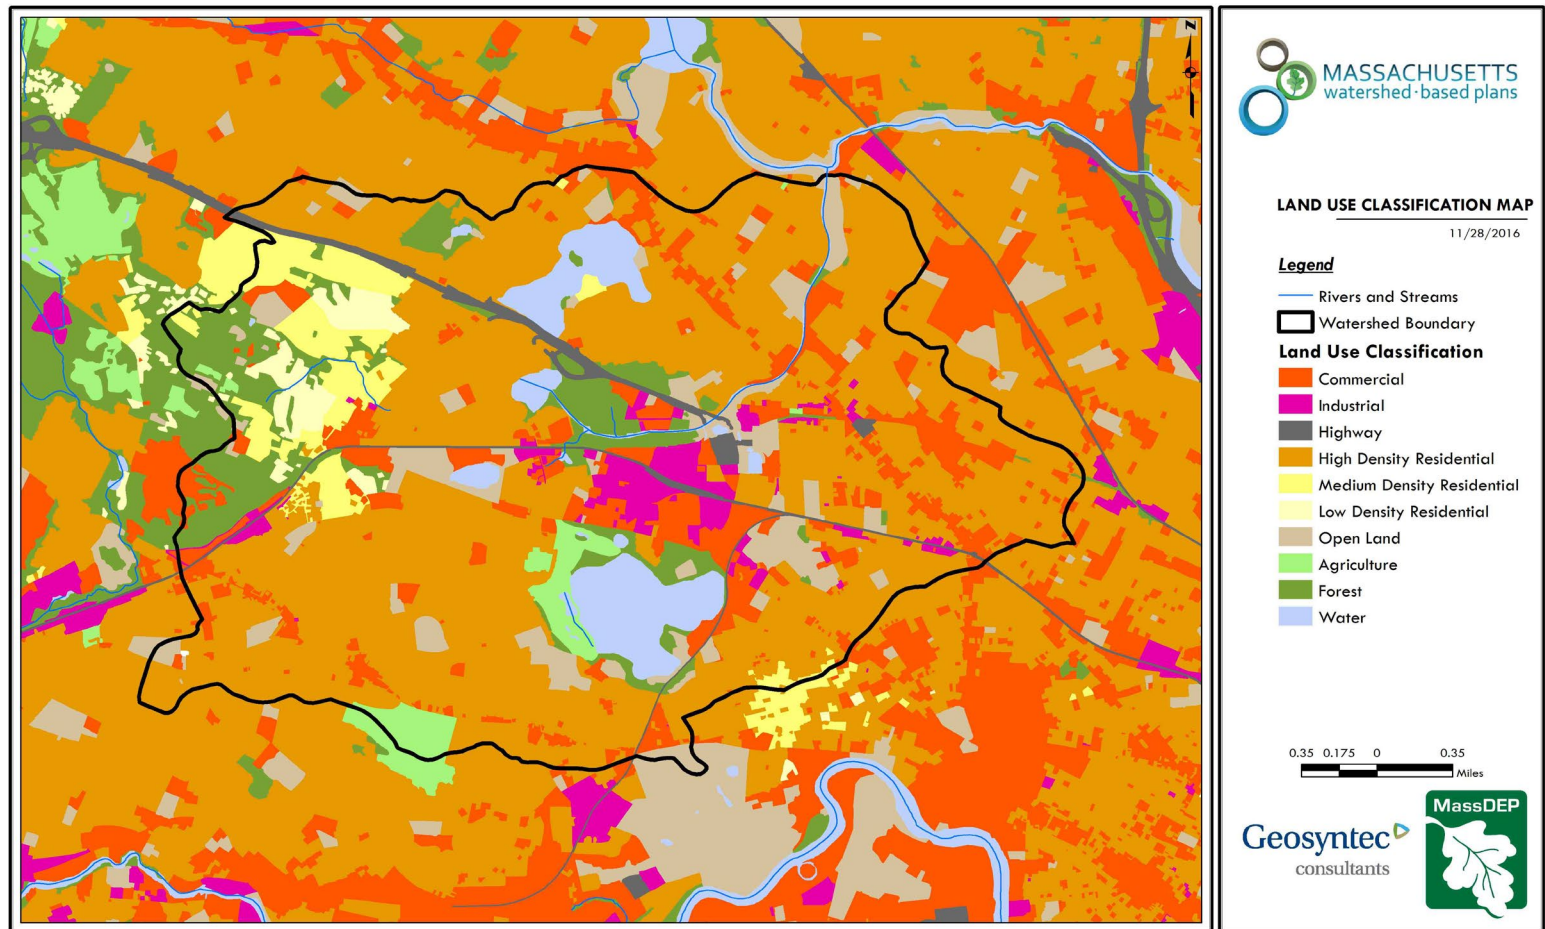 N
MASSACHUSETTS
watershed·based plans
LAND USE CLASSIFICATION MAP
11/28/2016
Legend
Rivers and Streams
Watershed Boundary
Land Use Classification
Commercial
Industrial
Highway
High Density Residential
Medium Density Residential
Low Density Residential
Open Land
Agriculture
Forest
Water
0.35 0.175 0 0.35
Miles
Geosyntec
consultants
MassDEP